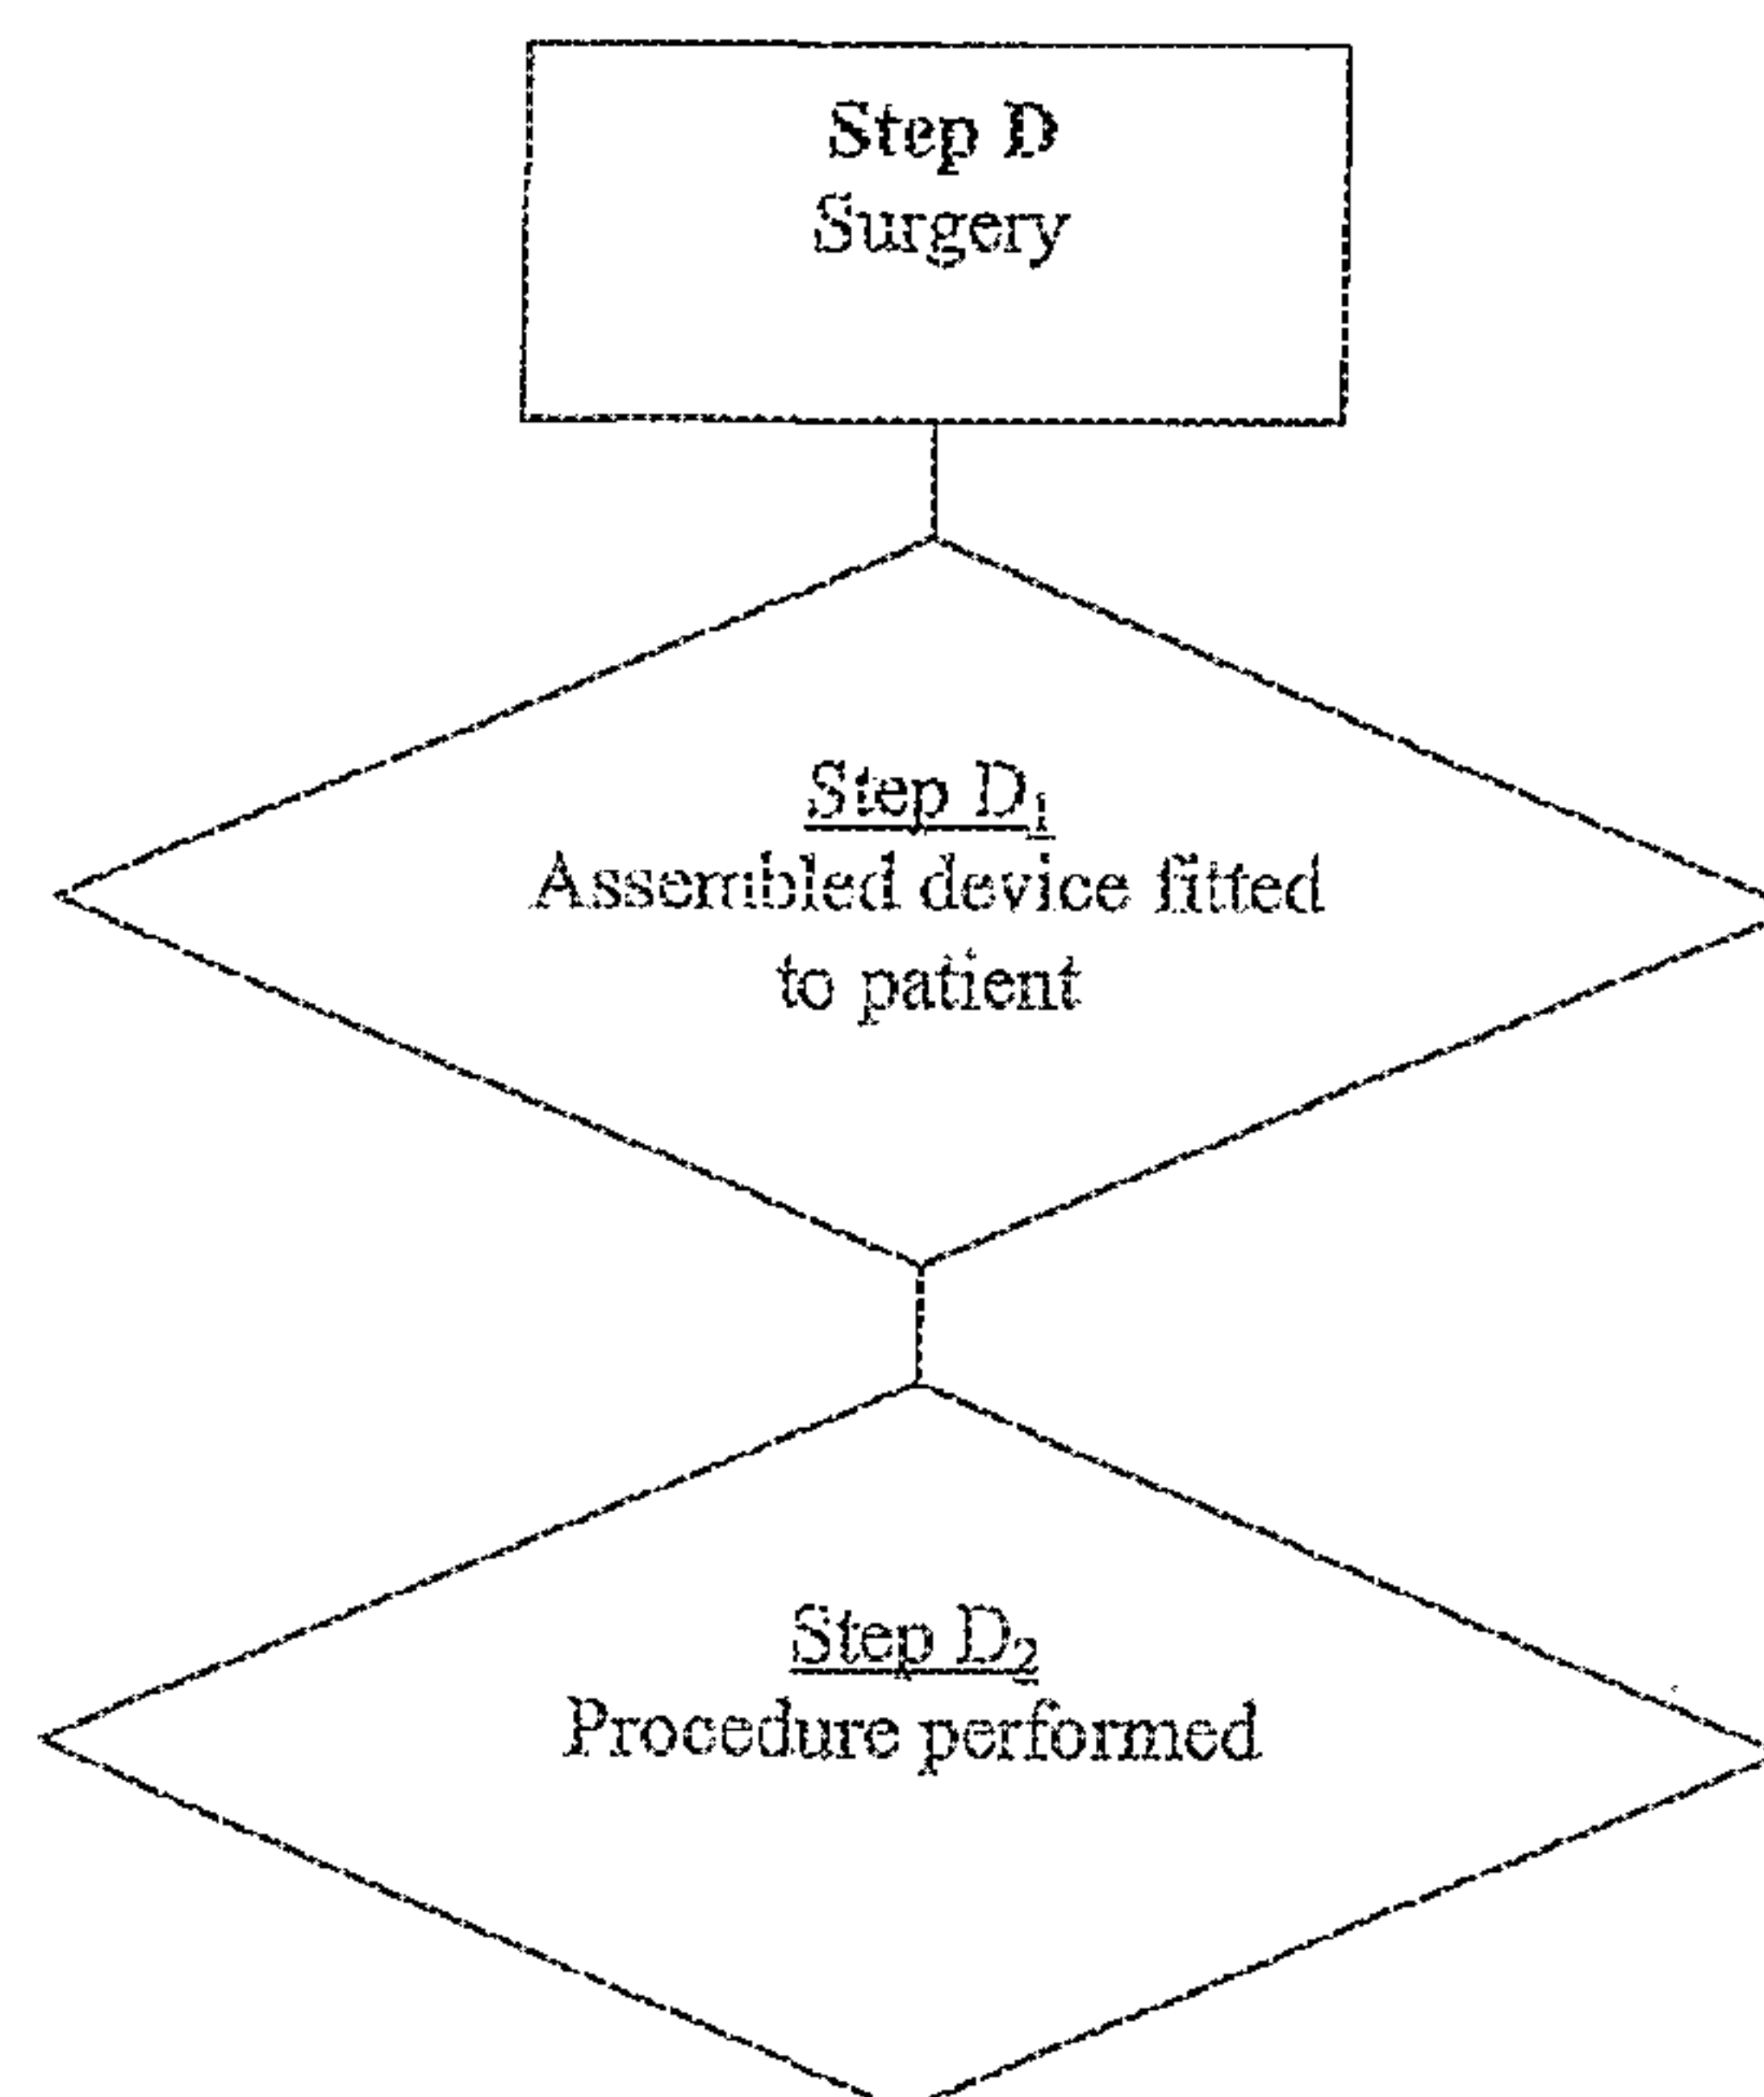 Step D
Surgery
Step D₁
Assembled device fitted
to patient
Step D₂
Procedure performed